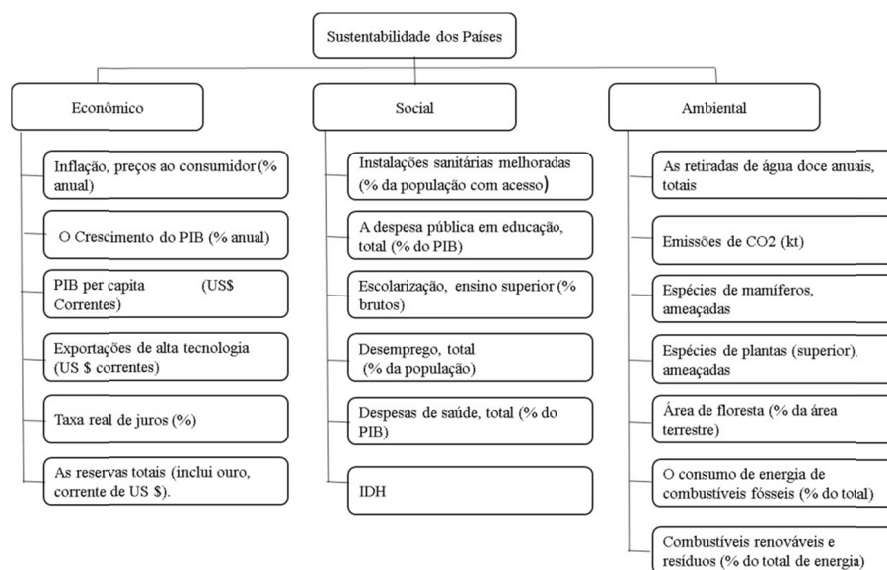 Sustentabilidade dos Países
Econômico
Social
Ambiental
Inflação, preços ao consumidor (%
anual)
O Crescimento do PIB (% anual)
PIB per capita (US$
Correntes)
Exportações de alta tecnologia
(US $ correntes)
Taxa real de juros (%)
As reservas totais (inclui ouro,
corrente de US $).
Instalações sanitárias melhoradas
(% da população com acesso)
A despesa pública em educação,
total (% do PIB)
Escolarização, ensino superior (%
brutos)
Desemprego, total
(% da população)
Despesas de saúde, total (% do
PIB)
IDH
As retiradas de água doce anuais,
totais
Emissões de CO2 (kt)
Espécies de mamíferos,
ameaçadas
Espécies de plantas (superior),
ameaçadas
Área de floresta (% da área
terrestre)
O consumo de energia de
combustíveis fósseis (% do total)
Combustíveis renováveis e
resíduos (% do total de energia)